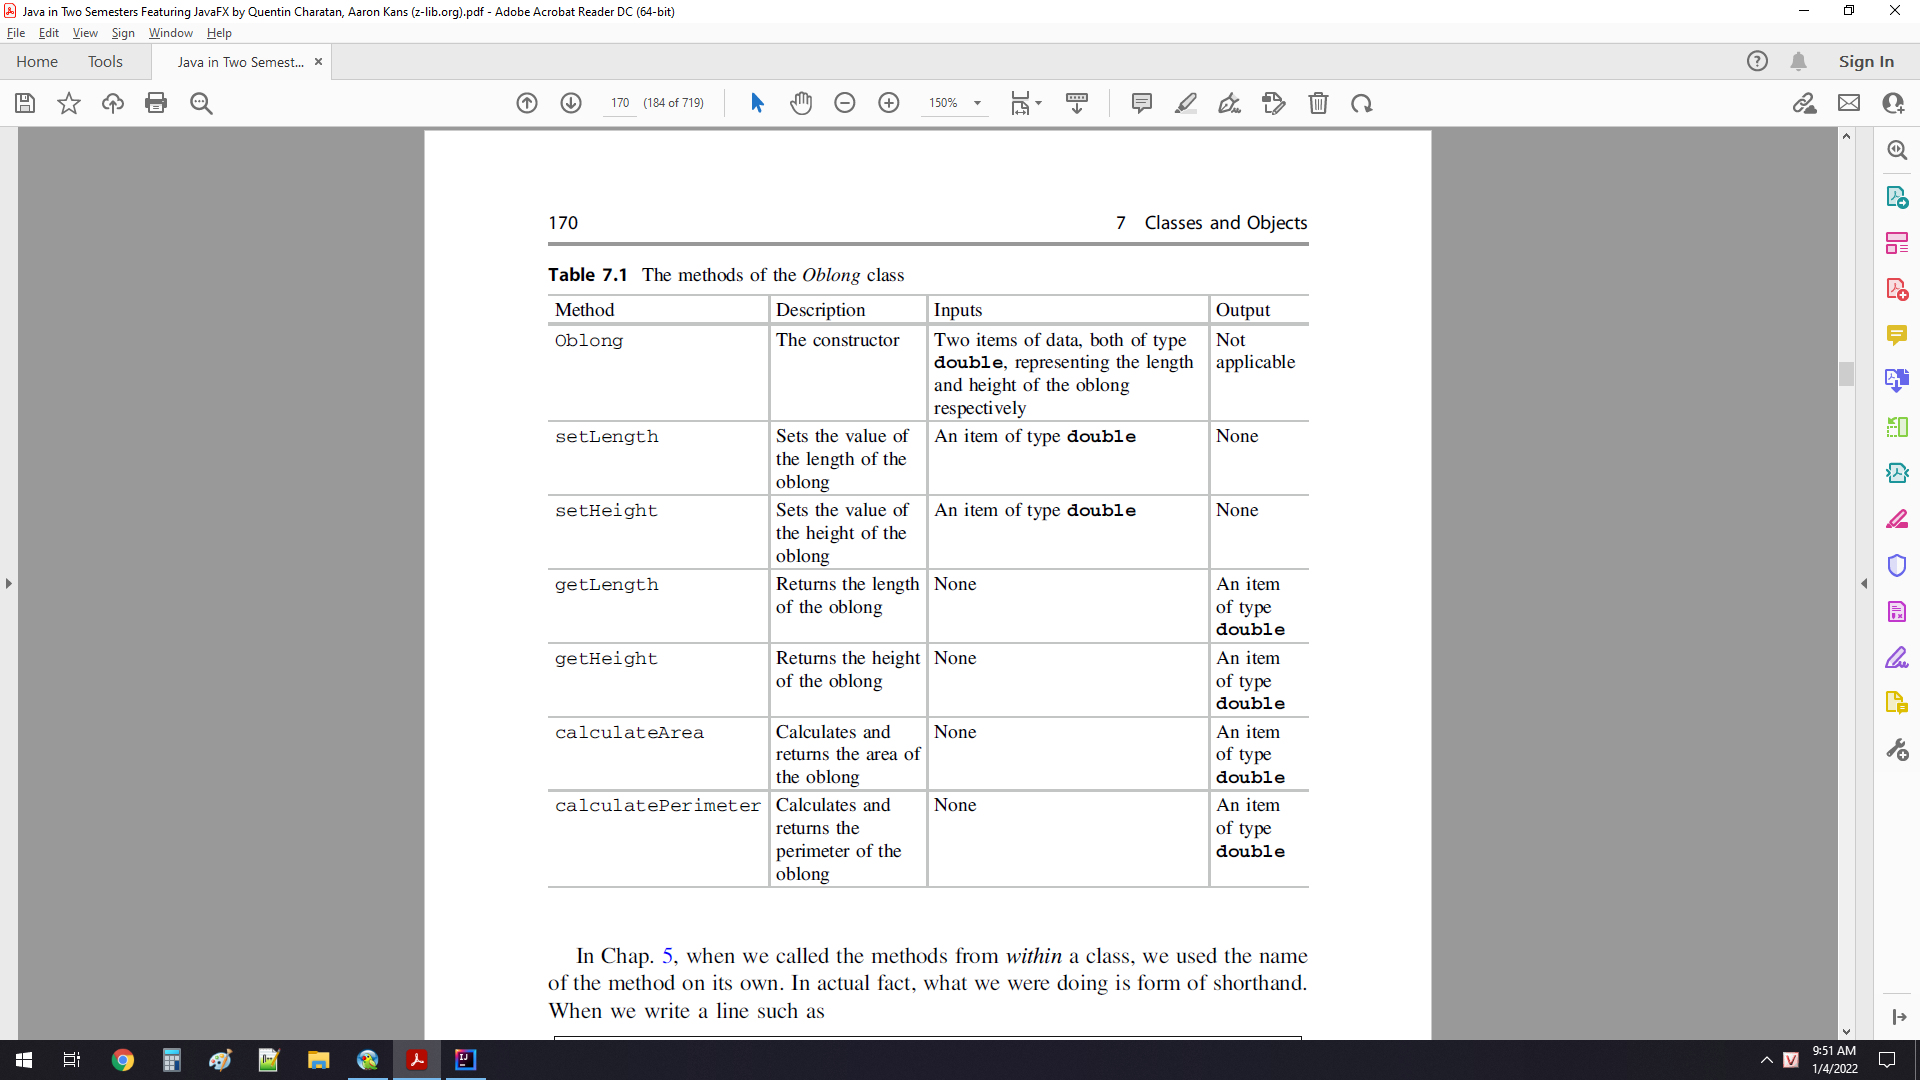 Java in Two Semesters Featuring JavaFX by Quentin Charatan, Aaron Kans (z-lib.org).pdf - Adobe Acrobat Reader DC (64-bit)
File Edit View Sign Window Help
Home Tools Java in Two Semest... × Sign In
170 (184 of 719) 150%
170 7 Classes and Objects
Table 7.1 The methods of the Oblong class
Method Description Inputs Output
Oblong The constructor Two items of data, both of type Not
double, representing the length applicable
and height of the oblong
respectively
setLength Sets the value of An item of type double None
the length of the
oblong
setHeight Sets the value of An item of type double None
the height of the
oblong
getLength Returns the length None An item
of the oblong of type
double
getHeight Returns the height None An item
of the oblong of type
double
calculateArea Calculates and None An item
returns the area of of type
the oblong double
calculatePerimeter Calculates and None An item
returns the of type
perimeter of the double
oblong
In Chap. 5, when we called the methods from within a class, we used the name
of the method on its own. In actual fact, what we were doing is form of shorthand.
When we write a line such as
9:51 AM
1/4/2022